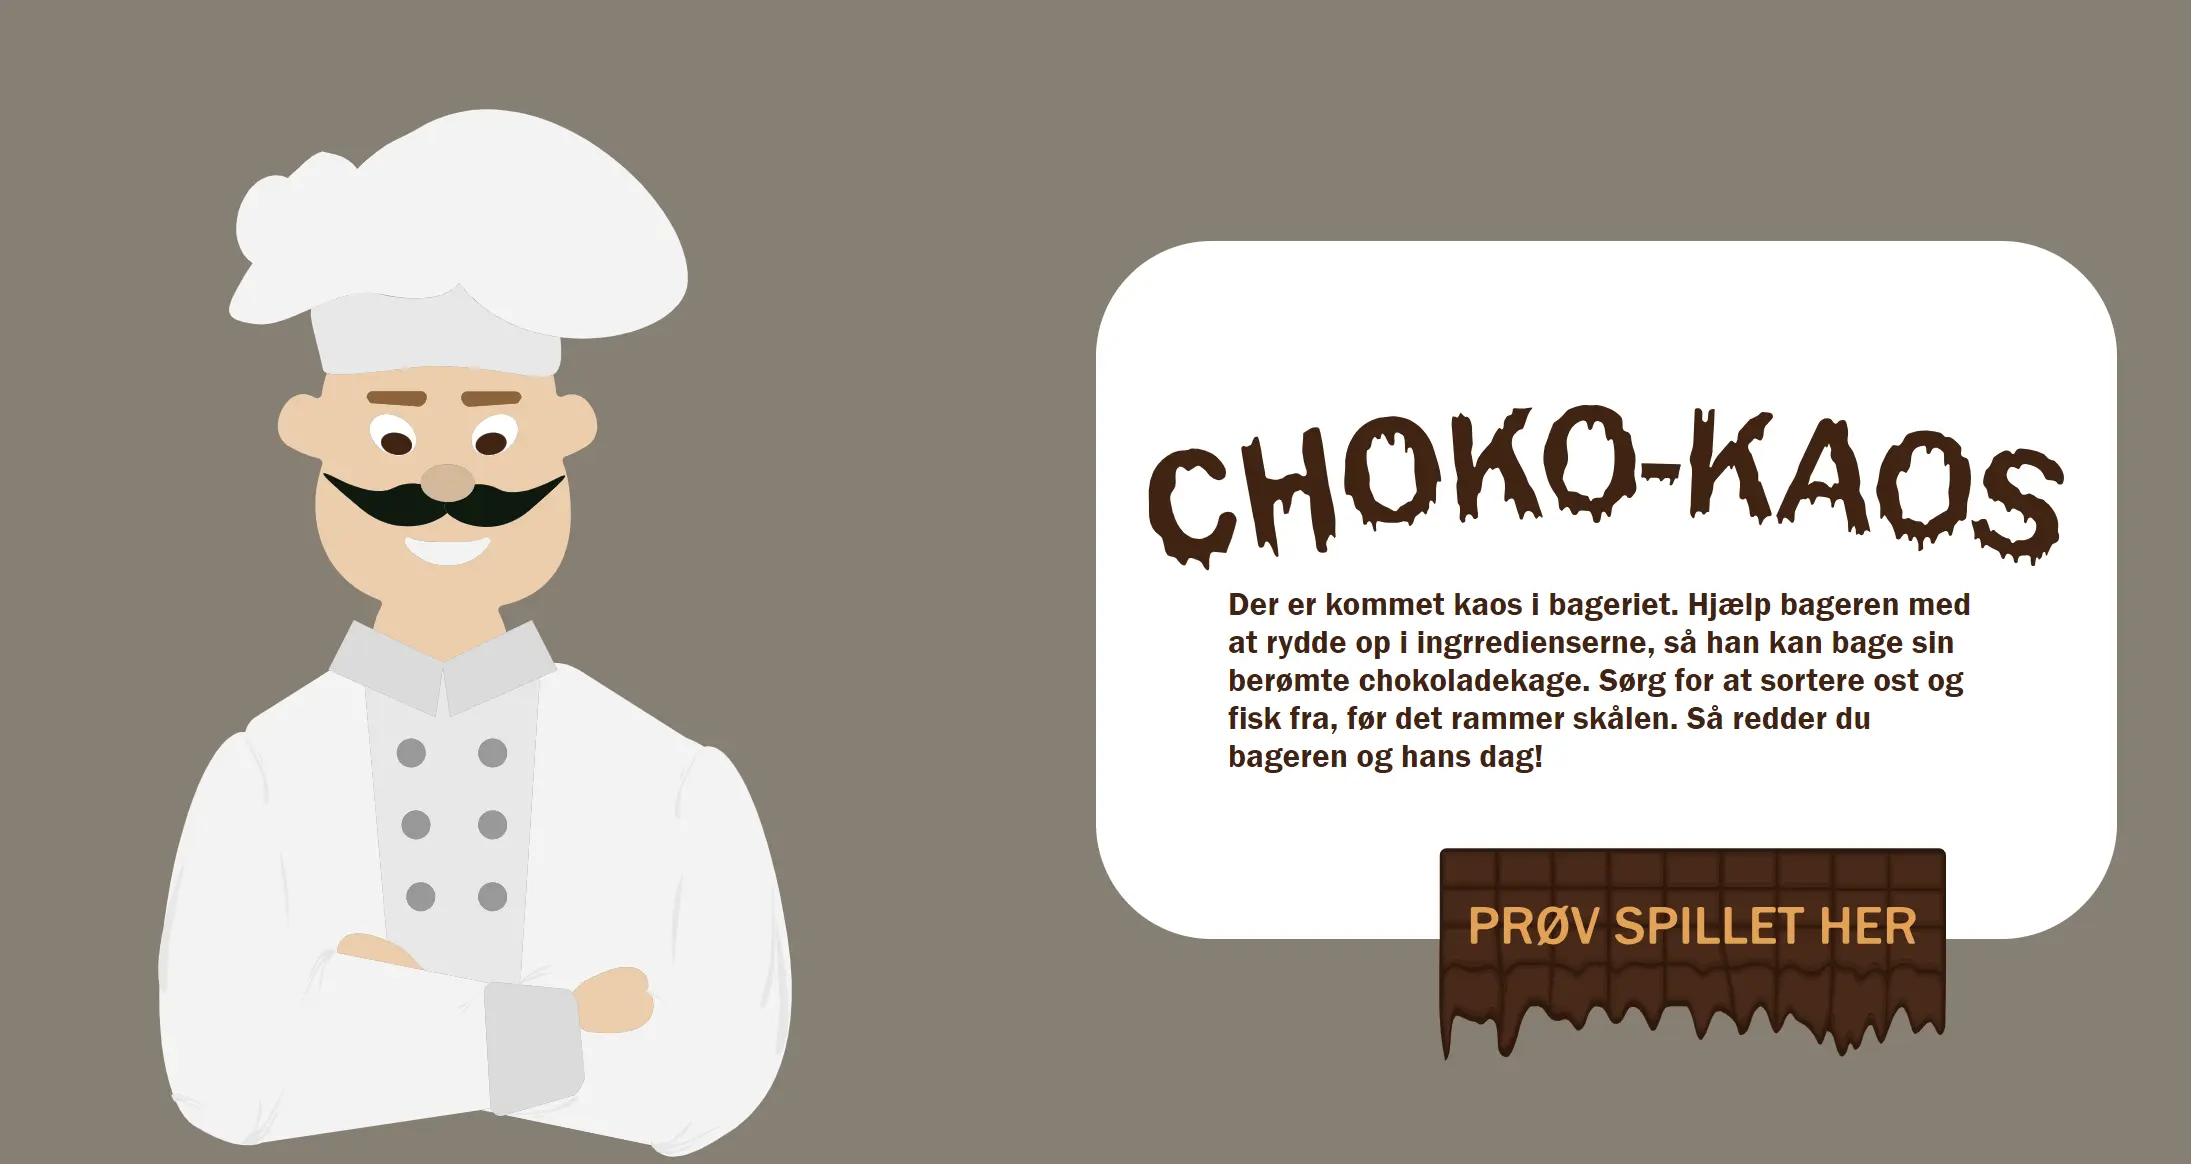 CHOKO-KAOS
Der er kommet kaos i bageriet. Hjælp bageren med
at rydde op i ingrredienserne, så han kan bage sin
berømte chokoladekage. Sørg for at sortere ost og
fisk fra, før det rammer skålen. Så redder du
bageren og hans dag!
PRØV SPILLET HER